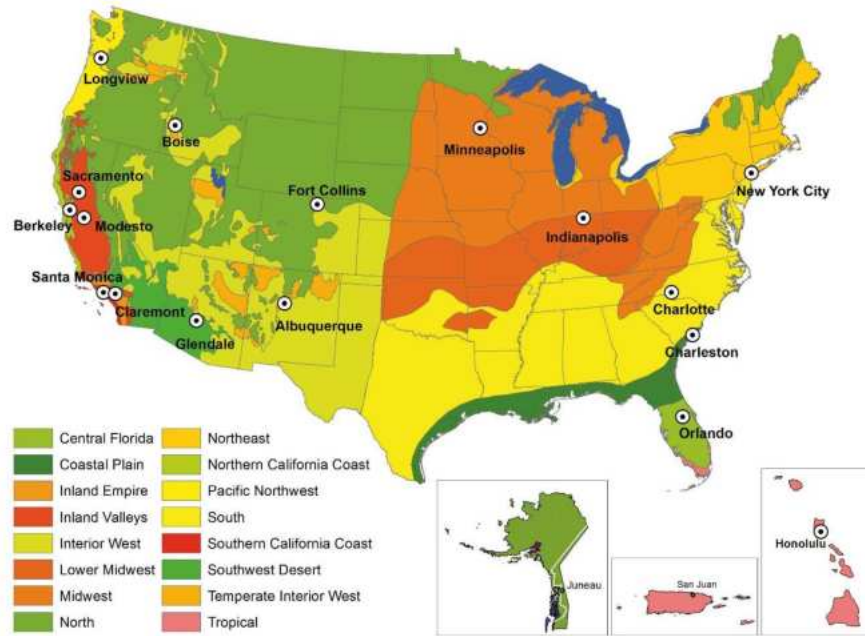 Longview
Boise
Minneapolis
Sacramento
Fort Collins
New York City
Berkeley
Modesto
Indianapolis
Santa Monica
Claremont
Charlotte
Glendale
Albuquerque
Charleston
Orlando
Central Florida
Coastal Plain
Inland Empire
Inland Valleys
Interior West
Lower Midwest
Midwest
North
Northeast
Northern California Coast
Pacific Northwest
South
Southern California Coast
Southwest Desert
Temperate Interior West
Tropical
Juneau
San Juan
Honolulu